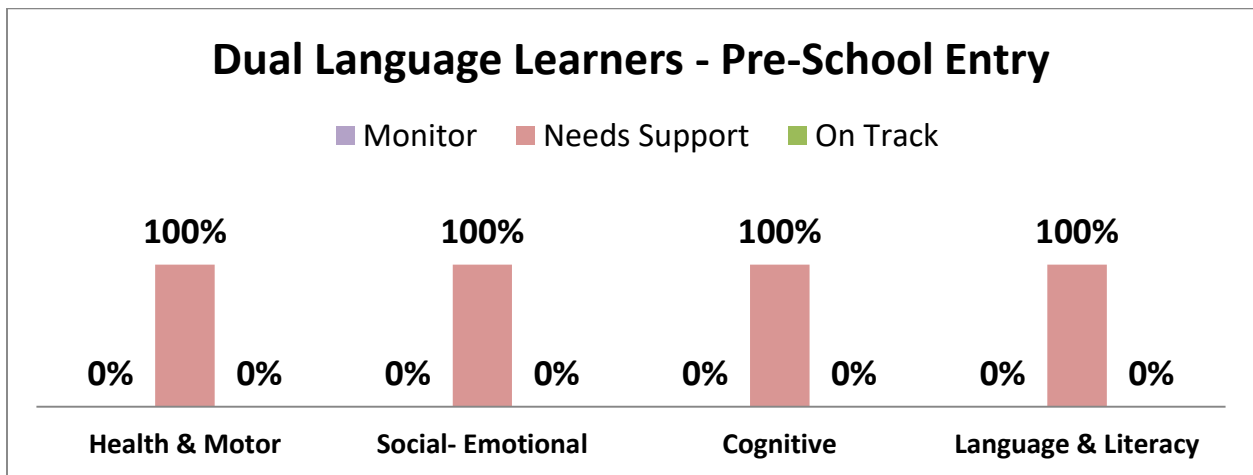 Dual Language Learners - Pre-School Entry
Monitor Needs Support On Track
100% 100% 100% 100%
0% 0% 0% 0% 0% 0% 0% 0%
Health & Motor Social- Emotional Cognitive Language & Literacy